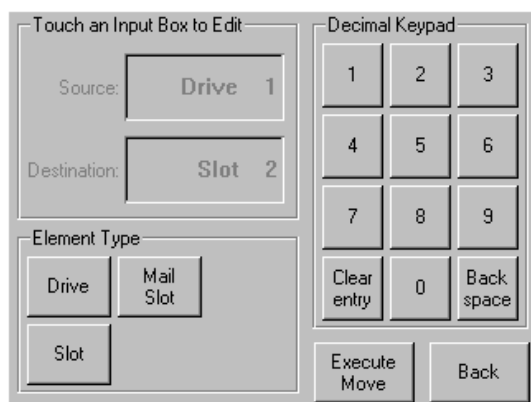 Touch an Input Box to Edit
Source: Drive 1
Destination: Slot 2
Element Type
Drive
Mail
Slot
Slot
Decimal Keypad
1 2 3
4 5 6
7 8 9
Clear
entry
0
Back
space
Execute
Move
Back